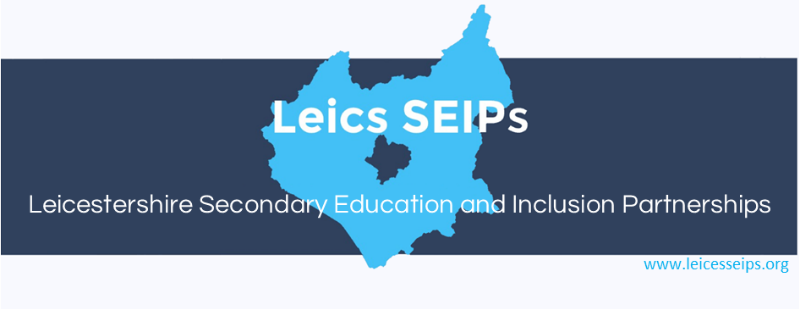 Leics SEIPs
Leicestershire Secondary Education and Inclusion Partnerships
www.leicesseips.org